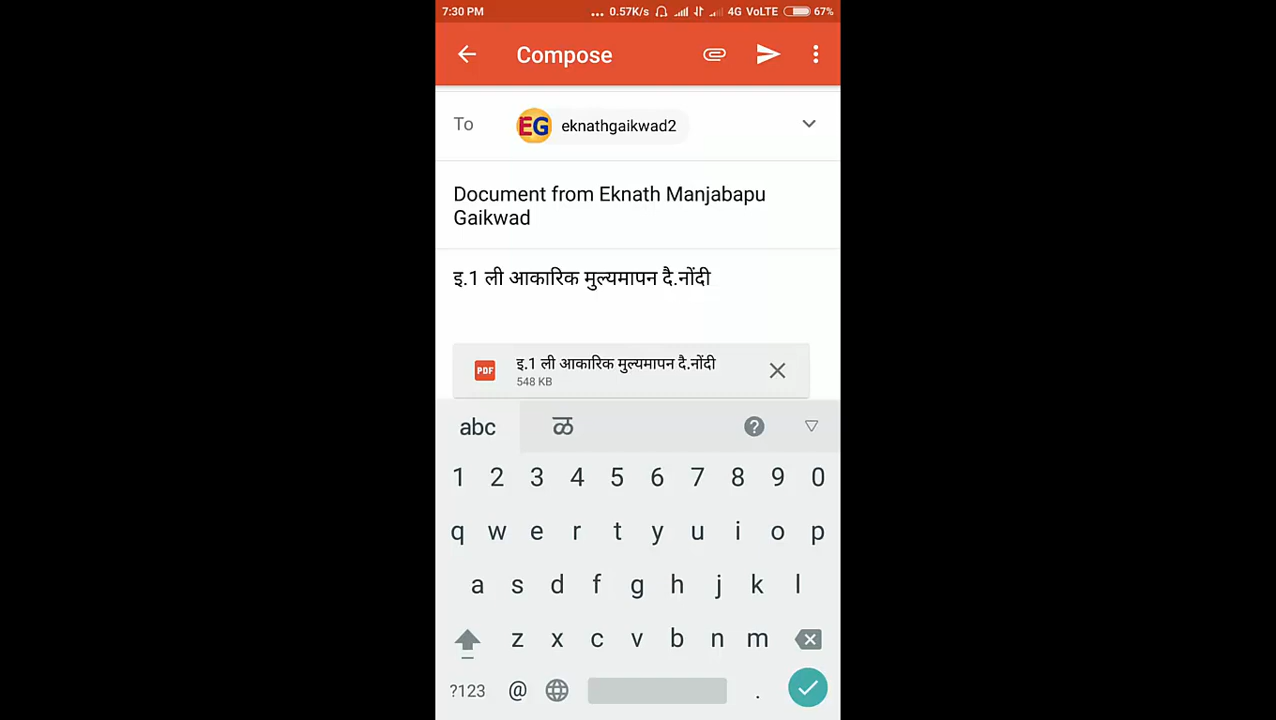 7:30 PM ... 0.57K/s 4G VoLTE 67%
Compose
To EG eknathgaikwad2
Document from Eknath Manjabapu
Gaikwad
इ.1 ली आकारिक मुल्यमापन दै.नोंदी
PDF इ.1 ली आकारिक मुल्यमापन दै.नोंदी
548 KB
abc ळ ?
1 2 3 4 5 6 7 8 9 0
q w e r t y u i o p
a s d f g h j k l
z x c v b n m
?123 @ .